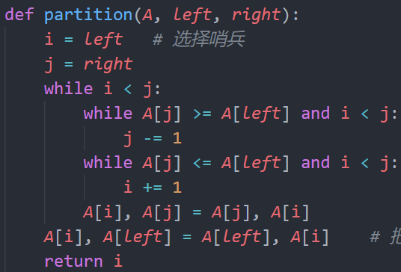 def partition(A, left, right):
    i = left   # 选择哨兵
    j = right
    while i < j:
        while A[j] >= A[left] and i < j:
            j -= 1
        while A[i] <= A[left] and i < j:
            i += 1
        A[i], A[j] = A[j], A[i]
    A[i], A[left] = A[left], A[i]    #
    return i